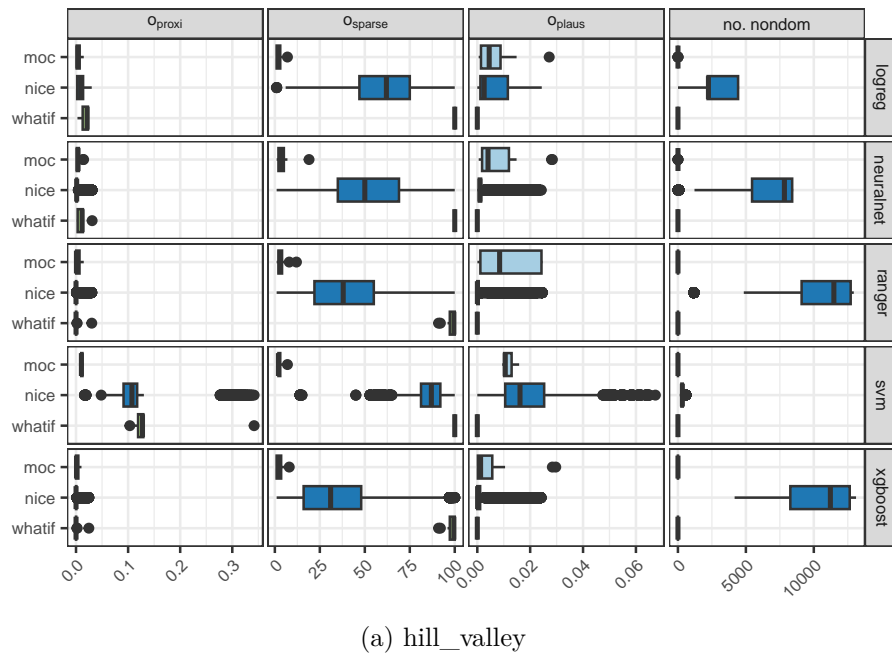 o_proxi o_sparse o_plaus no. nondom
moc
nice
whatif
logreg
moc
nice
whatif
neuralnet
moc
nice
whatif
ranger
moc
nice
whatif
svm
moc
nice
whatif
xgboost
0.0 0.1 0.2 0.3 0 25 50 75 100 0.00 0.02 0.04 0.06 0 5000 10000
(a) hill_valley